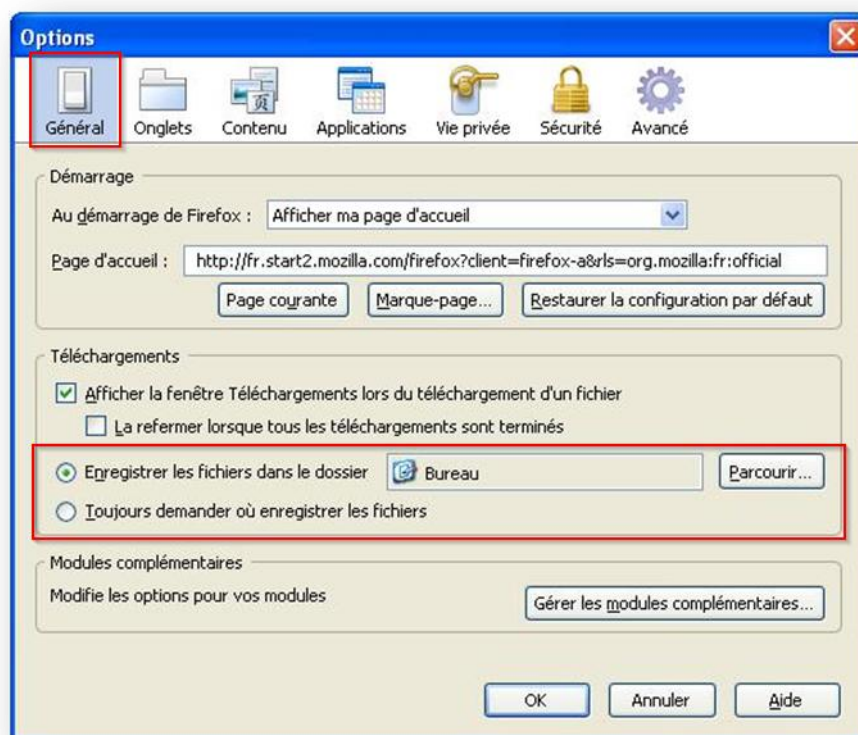 Options
Général Onglets Contenu Applications Vie privée Sécurité Avancé
Démarrage
Au démarrage de Firefox : Afficher ma page d'accueil
Page d'accueil : http://fr.start2.mozilla.com/firefox?client=firefox-a&rls=org.mozilla:fr:official
Page courante Marque-page... Restaurer la configuration par défaut
Téléchargements
Afficher la fenêtre Téléchargements lors du téléchargement d'un fichier
La refermer lorsque tous les téléchargements sont terminés
Enregistrer les fichiers dans le dossier Bureau Parcourir...
Toujours demander où enregistrer les fichiers
Modules complémentaires
Modifie les options pour vos modules
Gérer les modules complémentaires...
OK Annuler Aide